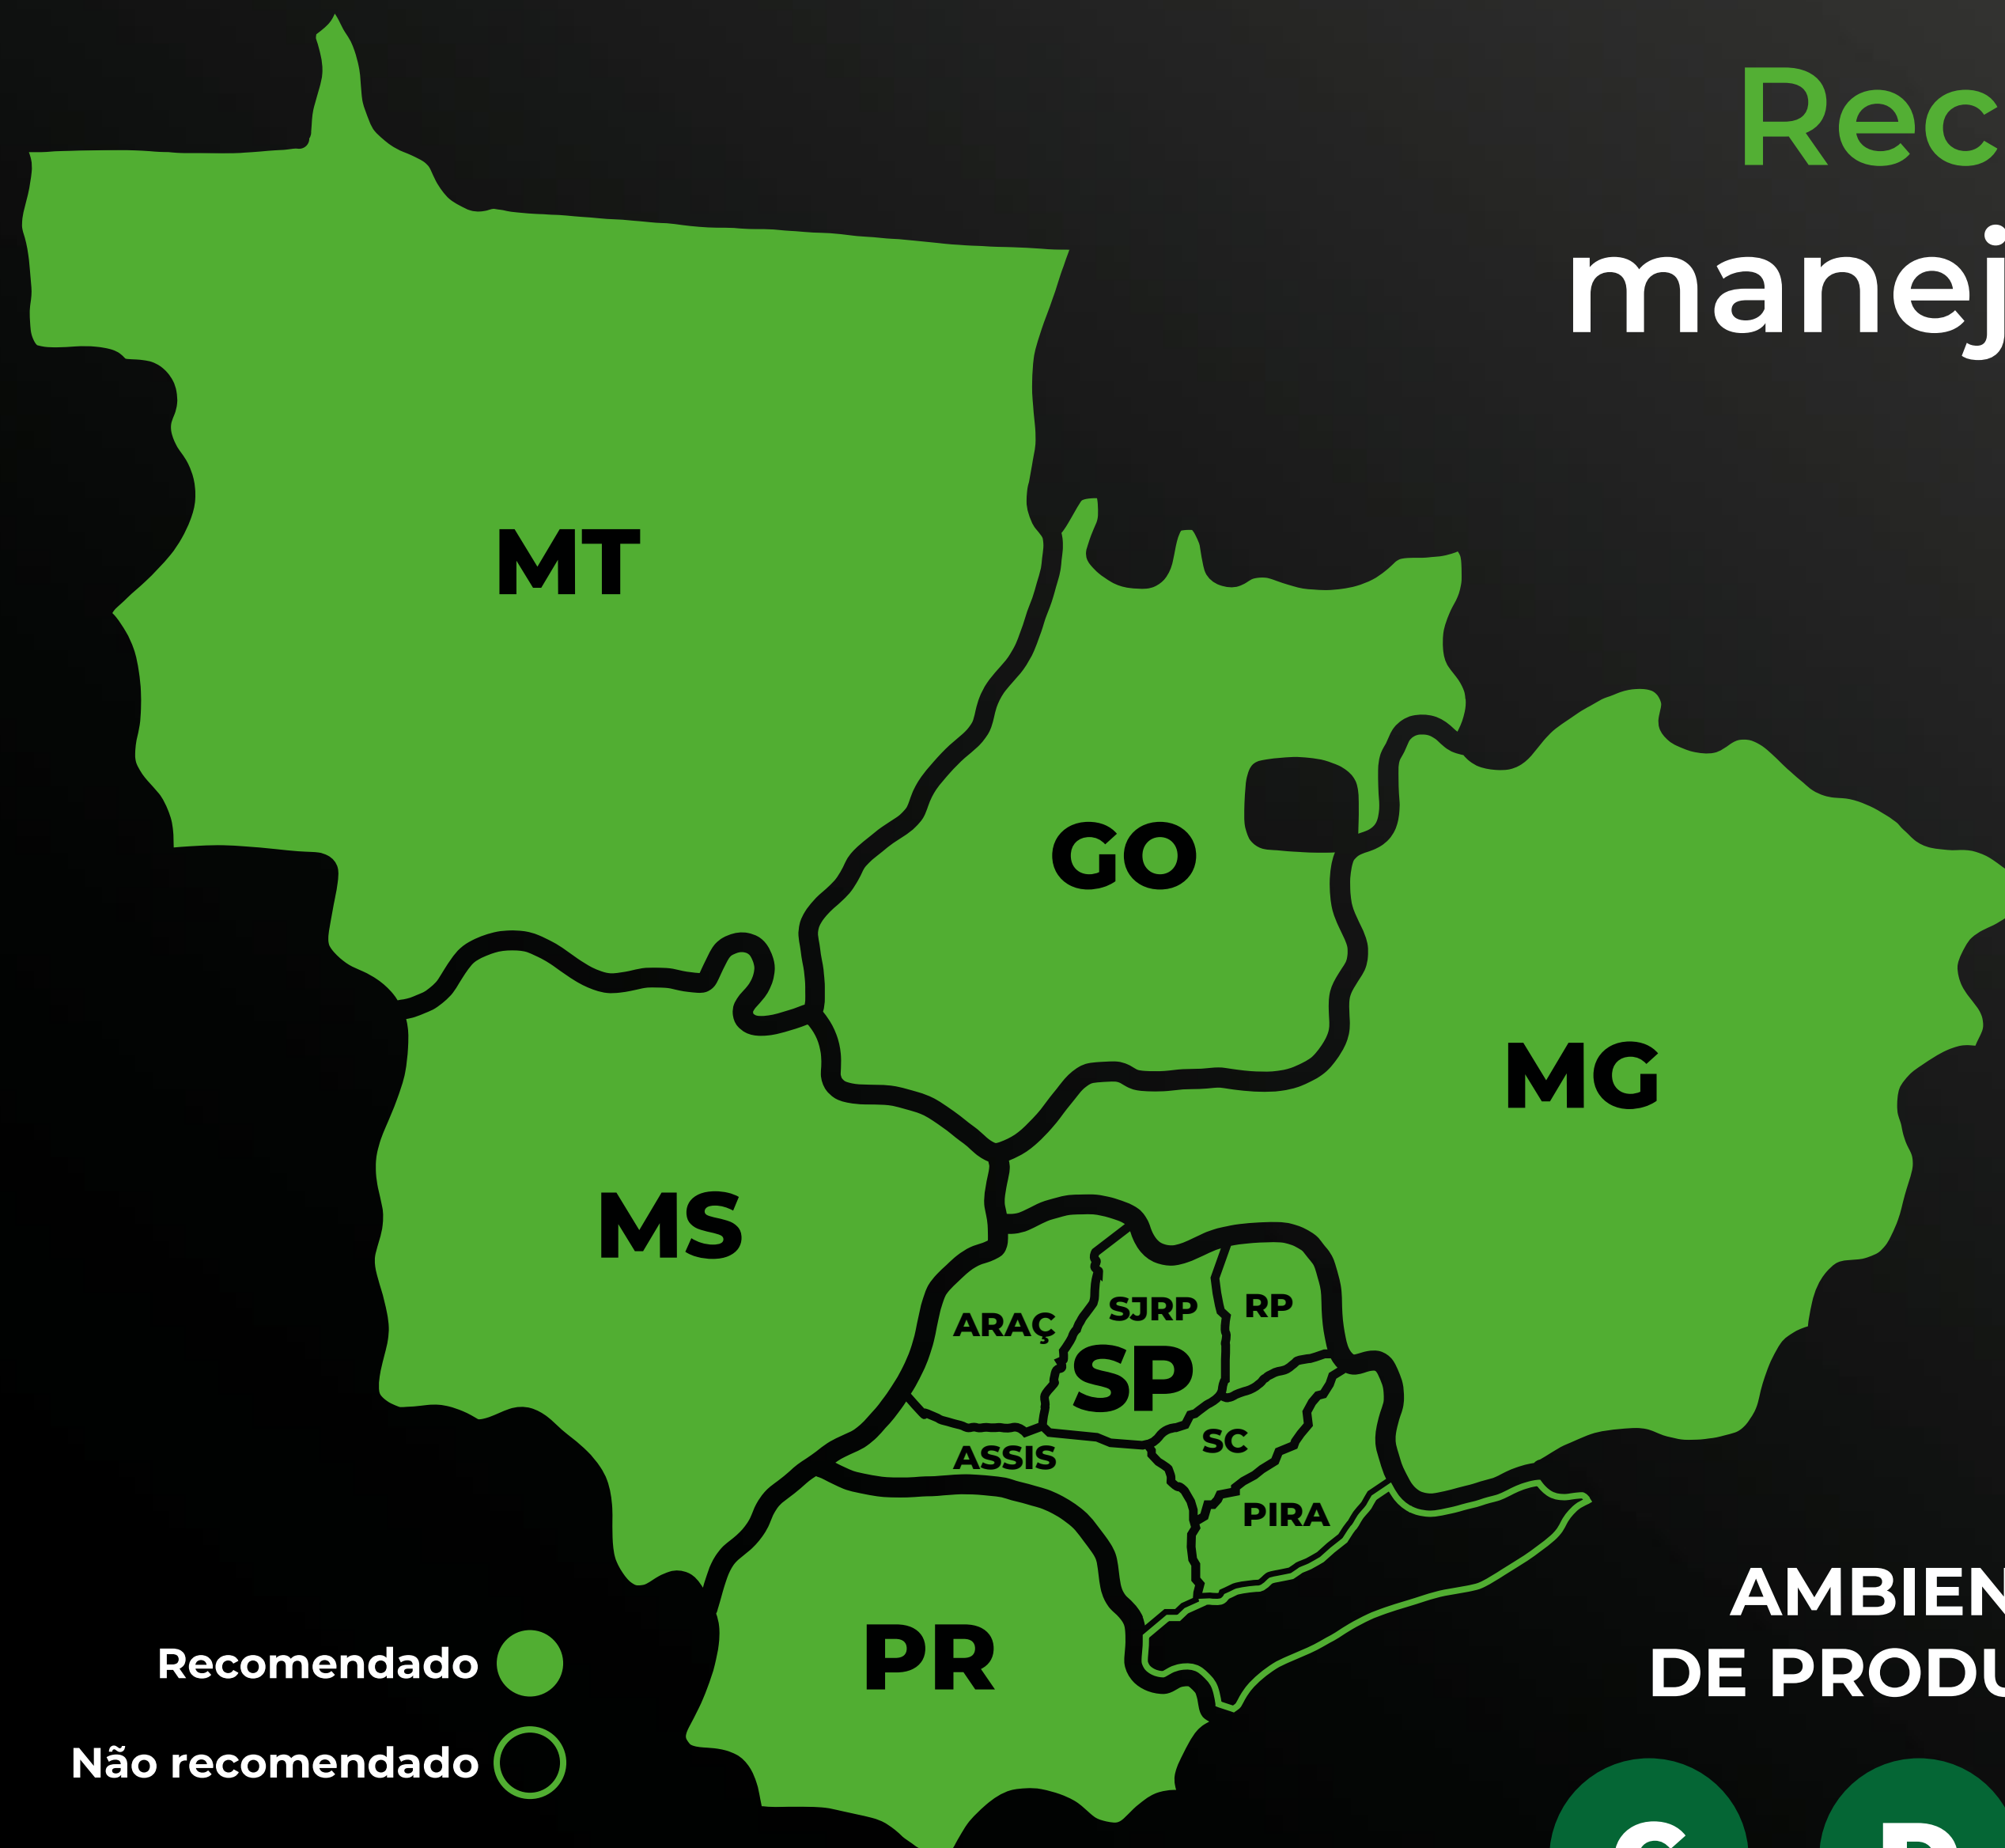 Rec
manej
MT
GO
MG
MS
ARAÇ
SJRP
RP
SP
SC
ASSIS
PIRA
PR
Recomendado
Não recomendado
AMBIEN
DE PRODU